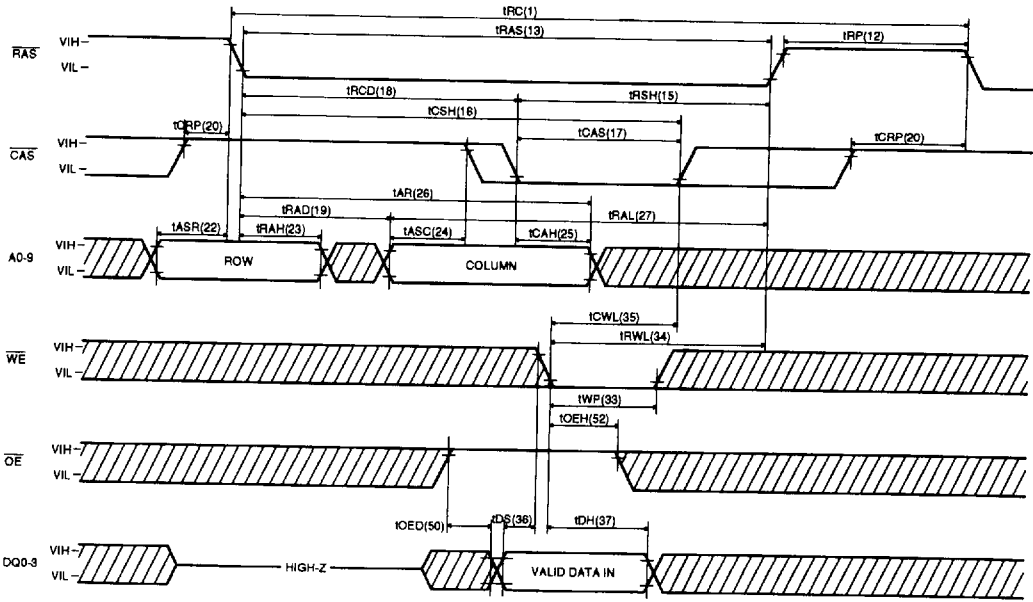 tRC(1)
tRAS(13)
tRP(12)
RAS
VIH
VIL
tRCD(18)
tRSH(15)
tCSH(16)
tCRP(20)
tCAS(17)
tCRP(20)
CAS
VIH
VIL
tAR(26)
tRAD(19)
tRAL(27)
tASR(22)
tRAH(23)
tASC(24)
tCAH(25)
A0-9
VIH
VIL
ROW
COLUMN
tCWL(35)
tRWL(34)
WE
VIH
VIL
tWP(33)
tOEH(52)
OE
VIH
VIL
tOED(50)
tDS(36)
tDH(37)
DQ0-3
VIH
VIL
HIGH-Z
VALID DATA IN